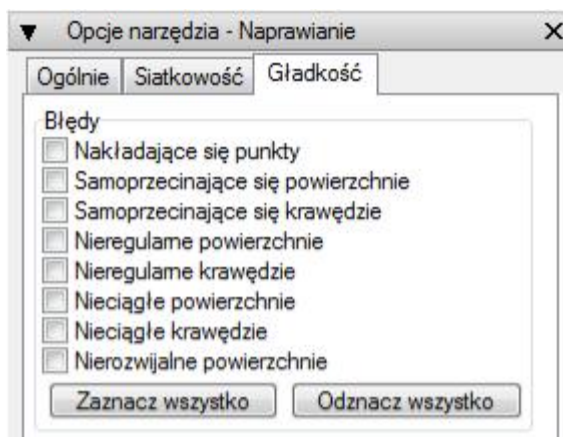 Opcje narzędzia - Naprawianie
Ogólnie Siatkowość Gładkość
Błędy
Nakładające się punkty
Samoprzecinające się powierzchnie
Samoprzecinające się krawędzie
Nieregularne powierzchnie
Nieregularne krawędzie
Nieciągłe powierzchnie
Nieciągłe krawędzie
Nierozwijalne powierzchnie
Zaznacz wszystko Odznacz wszystko